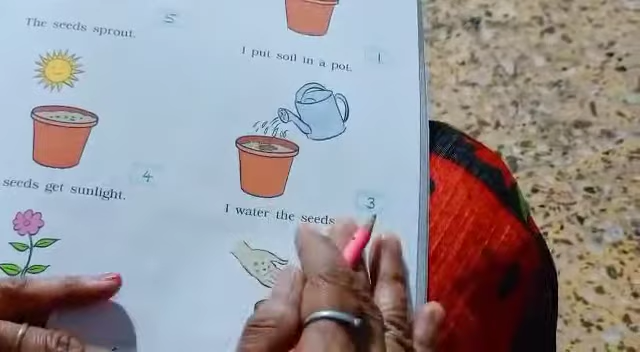 The seeds sprout.
5
I put soil in a pot.
1
seeds get sunlight.
4
I water the seeds
3